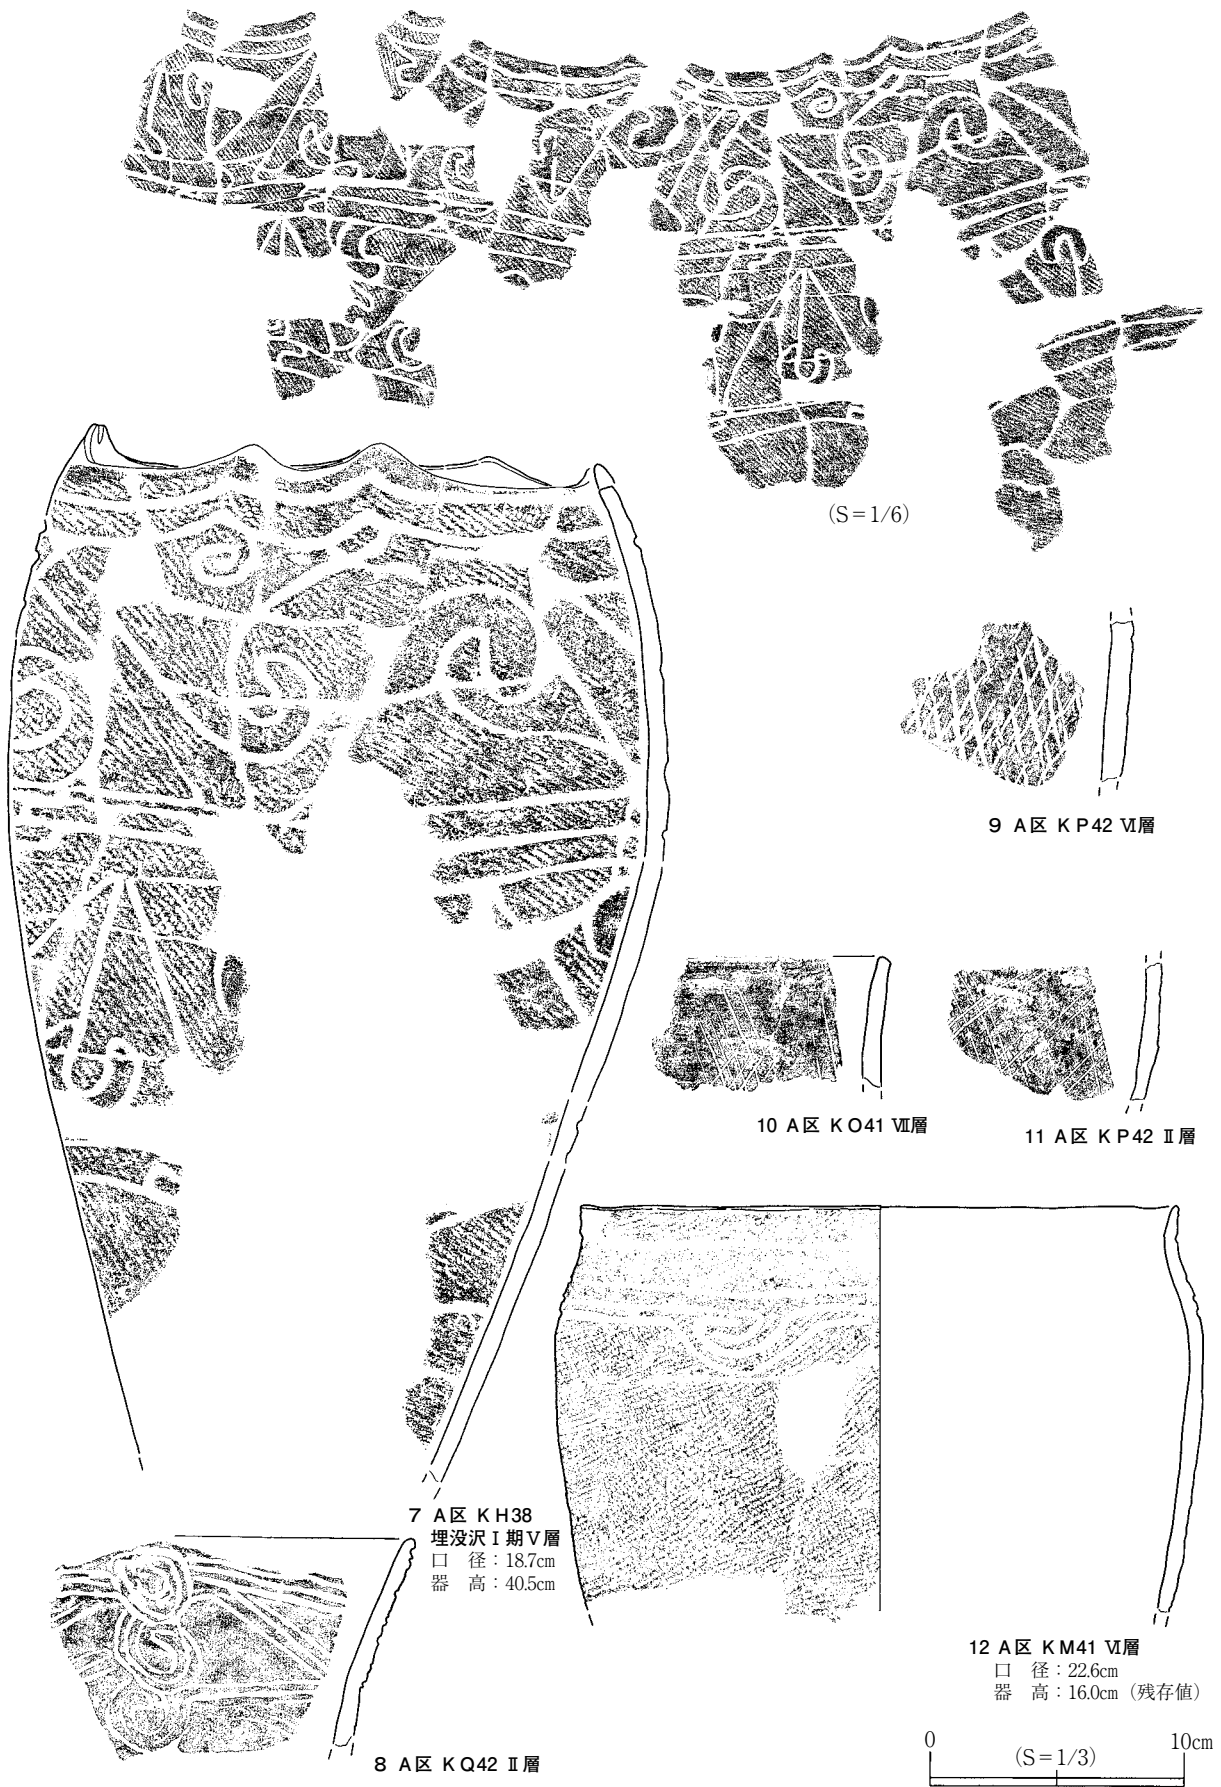 (S=1/6)
9 A区 KP42 Ⅵ層
10 A区 KO41 Ⅶ層
11 A区 KP42 Ⅱ層
7 A区 KH38
埋没沢Ⅰ期Ⅴ層
口 径：18.7cm
器 高：40.5cm
8 A区 KQ42 Ⅱ層
12 A区 KM41 Ⅵ層
口 径：22.6cm
器 高：16.0cm（残存値）
0 (S=1/3) 10cm